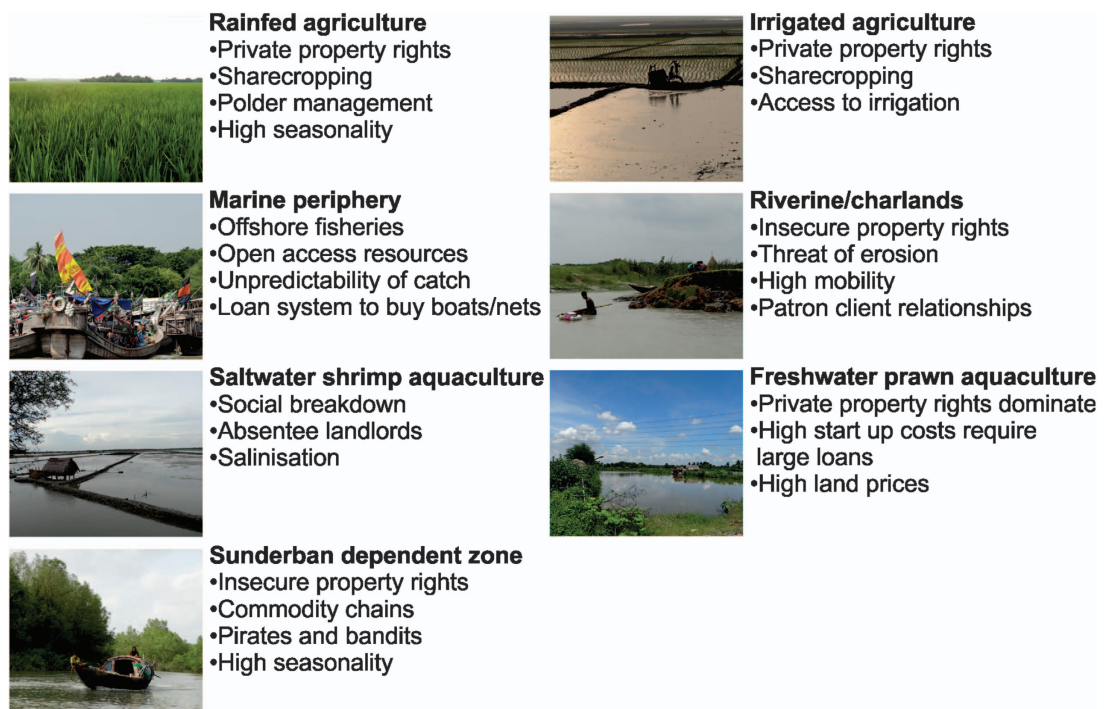 Rainfed agriculture
•Private property rights
•Sharecropping
•Polder management
•High seasonality
Irrigated agriculture
•Private property rights
•Sharecropping
•Access to irrigation
Marine periphery
•Offshore fisheries
•Open access resources
•Unpredictability of catch
•Loan system to buy boats/nets
Riverine/charlands
•Insecure property rights
•Threat of erosion
•High mobility
•Patron client relationships
Saltwater shrimp aquaculture
•Social breakdown
•Absentee landlords
•Salinisation
Freshwater prawn aquaculture
•Private property rights dominate
•High start up costs require
large loans
•High land prices
Sunderban dependent zone
•Insecure property rights
•Commodity chains
•Pirates and bandits
•High seasonality